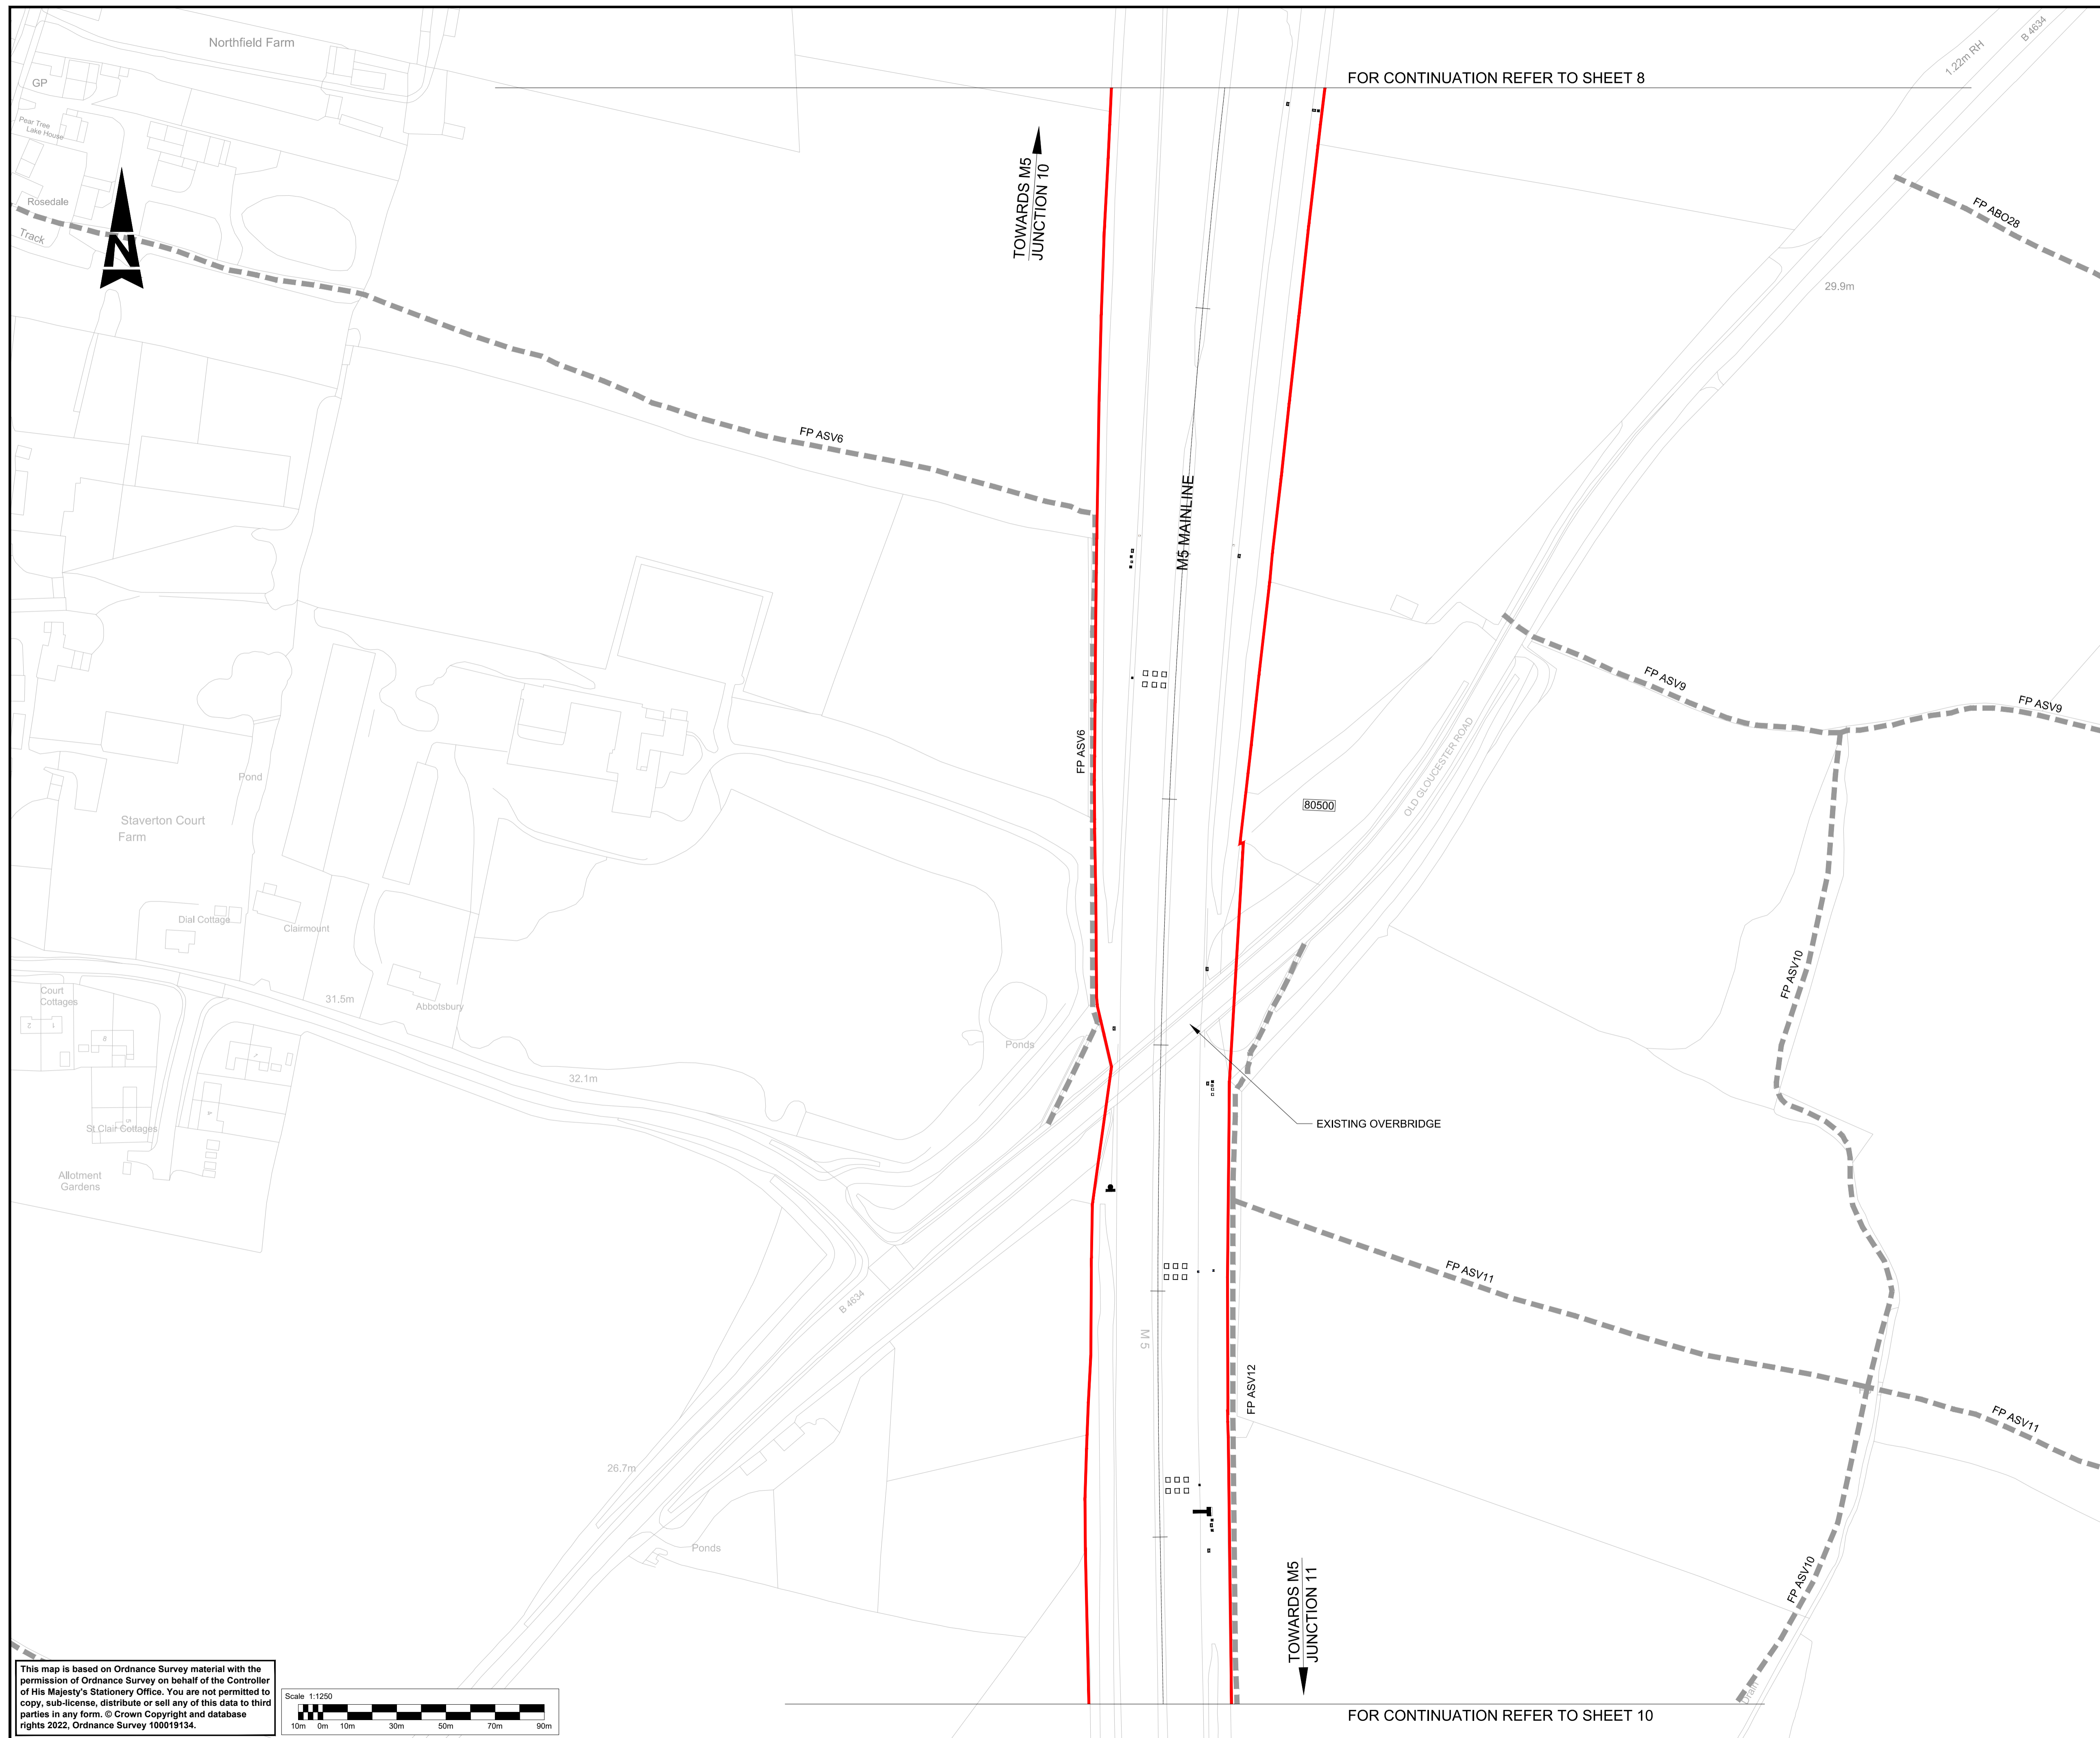 Northfield Farm
FOR CONTINUATION REFER TO SHEET 8
B 4634
1.22m RH
GP
Pear Tree
Lake House
TOWARDS M5
JUNCTION 10
Rosedale
Track
N
FP ABO28
29.9m
FP ASV6
M5 MAINLINE
FP ASV9
FP ASV9
FP ASV6
OLD GLOUCESTER ROAD
80500
Pond
Staverton Court
Farm
Dial Cottage
Clairmount
FP ASV10
Court
Cottages
31.5m
Abbotsbury
2
1
8
7
Ponds
32.1m
4
5
EXISTING OVERBRIDGE
St Clair Cottages
Allotment
Gardens
FP ASV11
B 4634
M 5
FP ASV12
FP ASV11
26.7m
Ponds
FP ASV10
TOWARDS M5
JUNCTION 11
Drain
This map is based on Ordnance Survey material with the
permission of Ordnance Survey on behalf of the Controller
of His Majesty's Stationery Office. You are not permitted to
copy, sub-license, distribute or sell any of this data to third
parties in any form. © Crown Copyright and database
rights 2022, Ordnance Survey 100019134.
Scale 1:1250
10m 0m 10m 30m 50m 70m 90m
FOR CONTINUATION REFER TO SHEET 10